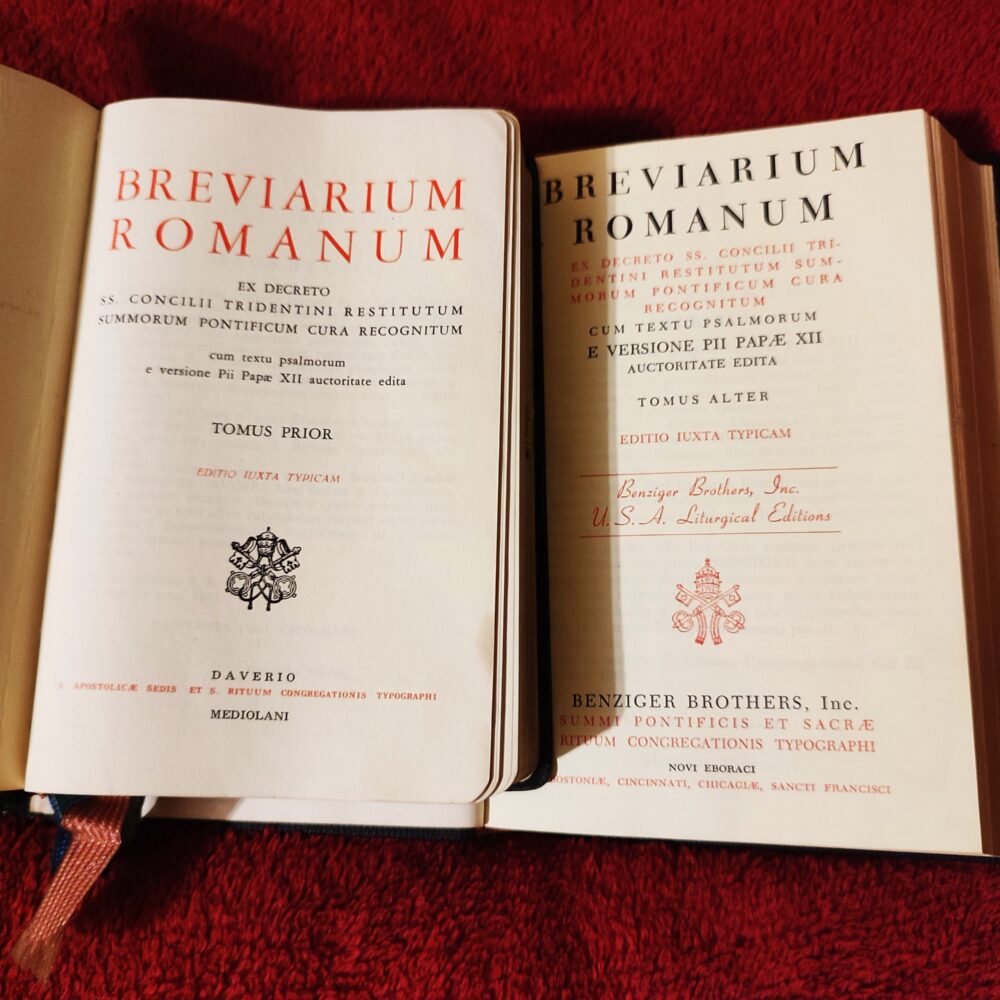 BREVIARIUM
ROMANUM
EX DECRETO
SS. CONCILII TRIDENTINI RESTITUTUM
SUMMORUM PONTIFICUM CURA RECOGNITUM
cum textu psalmorum
e versione Pii Papæ XII auctoritate edita
TOMUS PRIOR
EDITIO IUXTA TYPICAM
DAVERIO
S. APOSTOLICÆ SEDIS ET S. RITUUM CONGREGATIONIS TYPOGRAPHI
MEDIOLANI
BREVIARIUM
ROMANUM
EX DECRETO SS. CONCILII TRI-
DENTINI RESTITUTUM SUM-
MORUM PONTIFICUM CURA
RECOGNITUM
CUM TEXTU PSALMORUM
E VERSIONE PII PAPÆ XII
AUCTORITATE EDITA
TOMUS ALTER
EDITIO IUXTA TYPICAM
Benziger Brothers, Inc.
U. S. A. Liturgical Editions
BENZIGER BROTHERS, Inc.
SUMMI PONTIFICIS ET SACRÆ
RITUUM CONGREGATIONIS TYPOGRAPHI
NOVI EBORACI
OSTONIÆ, CINCINNATI, CHICAGIÆ, SANCTI FRANCISCI